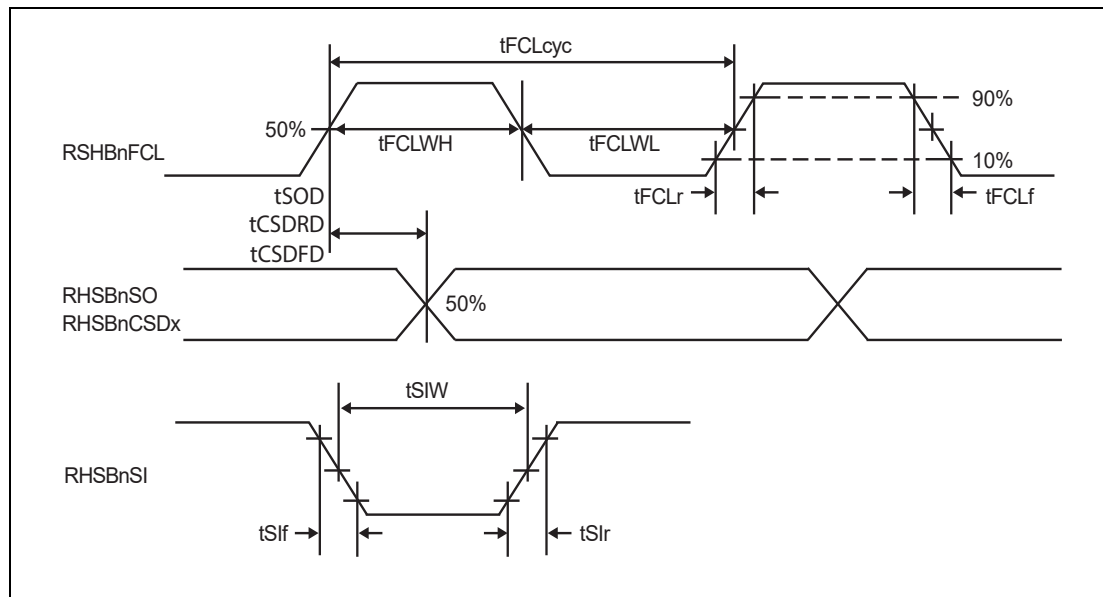 tFCLcyc
90%
50%
tFCLWH
tFCLWL
RSHBnFCL
10%
tSOD
tFCLr
tFCLf
tCSDRD
tCSDFD
RHSBnSO
50%
RHSBnCSDx
tSIW
RHSBnSI
tSIf
tSIr